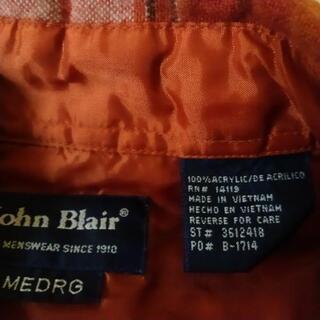 John Blair®
MENSWEAR SINCE 1910
MEDRG
100% ACRYLIC/DE ACRILICO
RN# 14119
MADE IN VIETNAM
HECHO EN VIETNAM
REVERSE FOR CARE
ST# 3512418
PO# B-1714